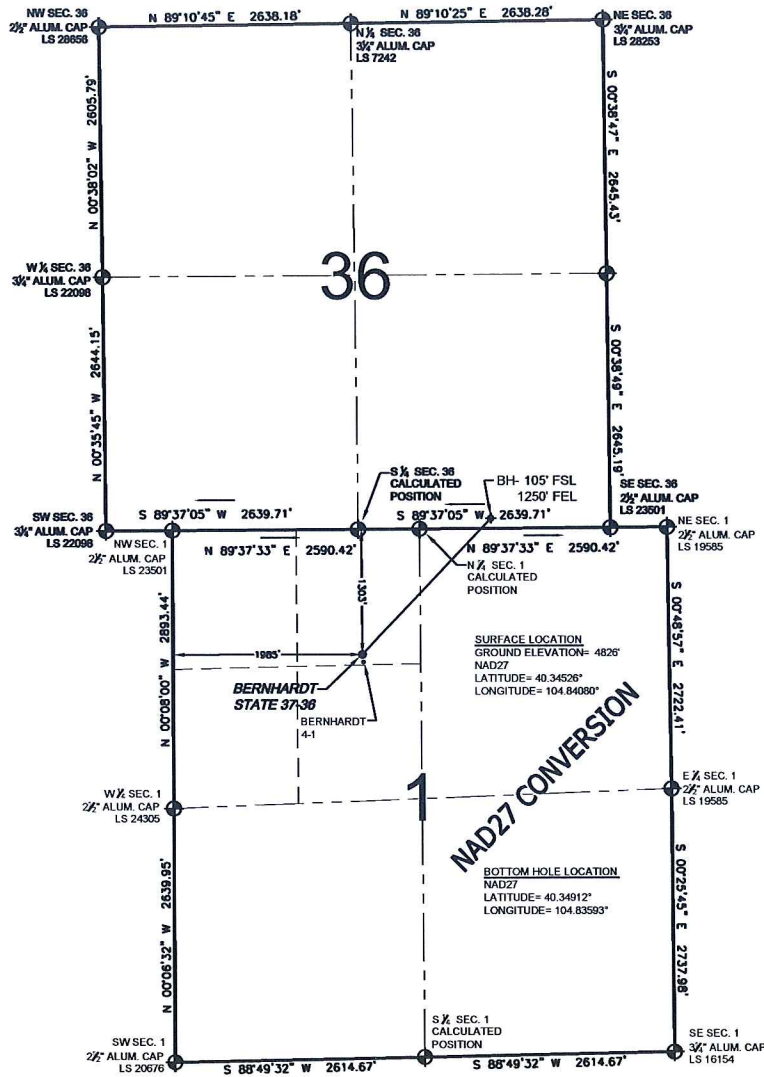 NW SEC. 36
2½" ALUM. CAP
LS 28656
N 89°10'45" E 2638.18'
N ¼ SEC. 36
3¼" ALUM. CAP
LS 7242
N 89°10'25" E 2638.28'
NE SEC. 36
3¼" ALUM. CAP
LS 28253
N 00°38'02" W 2605.79'
S 00°38'47" E 2645.43'
W ¼ SEC. 36
3¼" ALUM. CAP
LS 22098
36
N 00°35'45" W 2644.15'
S 00°38'49" E 2645.19'
SW SEC. 36
3¼" ALUM. CAP
LS 22098
S 89°37'05" W 2639.71'
S ¼ SEC. 36
CALCULATED
POSITION
S 89°37'05" W 2639.71'
BH- 105' FSL
1250' FEL
SE SEC. 36
2½" ALUM. CAP
LS 23501
NW SEC. 1
2½" ALUM. CAP
LS 23501
N 89°37'33" E 2590.42'
N ¼ SEC. 1
CALCULATED
POSITION
N 89°37'33" E 2590.42'
NE SEC. 1
2½" ALUM. CAP
LS 19585
N 00°08'00" W 2893.44'
1303'
1985'
BERNHARDT
STATE 37-36
BERNHARDT
4-1
SURFACE LOCATION
GROUND ELEVATION= 4826'
NAD27
LATITUDE= 40.34526°
LONGITUDE= 104.84080°
S 00°48'57" E 2722.41'
NAD27 CONVERSION
W ¼ SEC. 1
2½" ALUM. CAP
LS 24305
1
E ¼ SEC. 1
2½" ALUM. CAP
LS 19585
BOTTOM HOLE LOCATION
NAD27
LATITUDE= 40.34912°
LONGITUDE= 104.83593°
N 00°06'32" W 2639.95'
S 00°25'45" E 2737.98'
SW SEC. 1
2½" ALUM. CAP
LS 20676
S 88°49'32" W 2614.67'
S ¼ SEC. 1
CALCULATED
POSITION
S 88°49'32" W 2614.67'
SE SEC. 1
3¼" ALUM. CAP
LS 16154